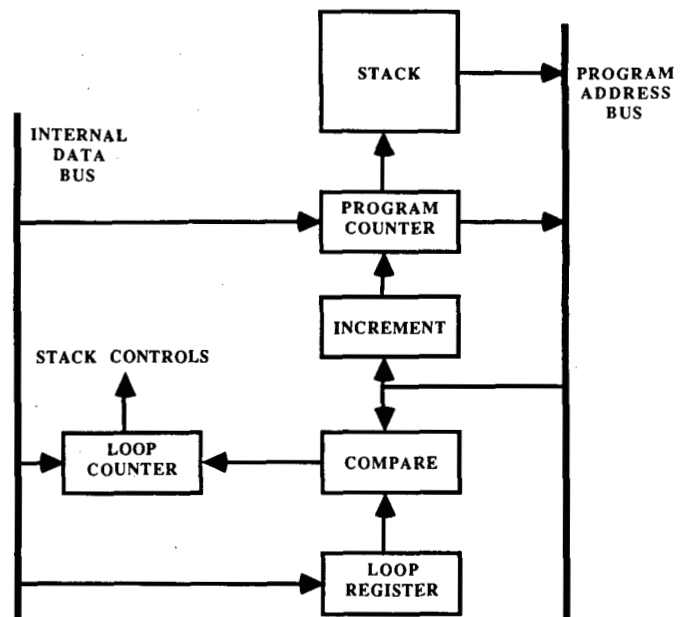 STACK
PROGRAM
ADDRESS
BUS
INTERNAL
DATA
BUS
PROGRAM
COUNTER
INCREMENT
STACK CONTROLS
LOOP
COUNTER
COMPARE
LOOP
REGISTER